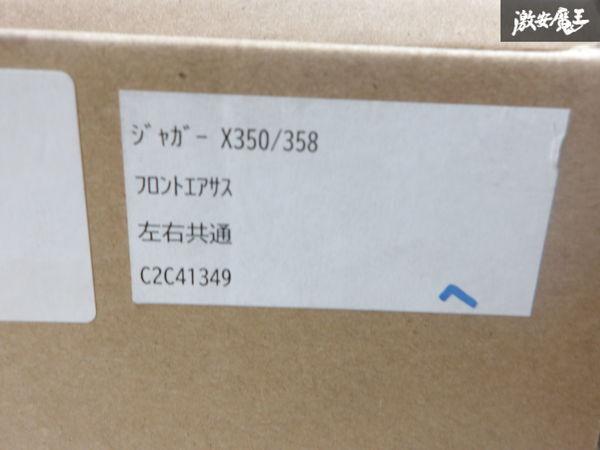 激安魔王
ｼﾞｬｶﾞｰ X350/358
ﾌﾛﾝﾄｴｱｻｽ
左右共通
C2C41349